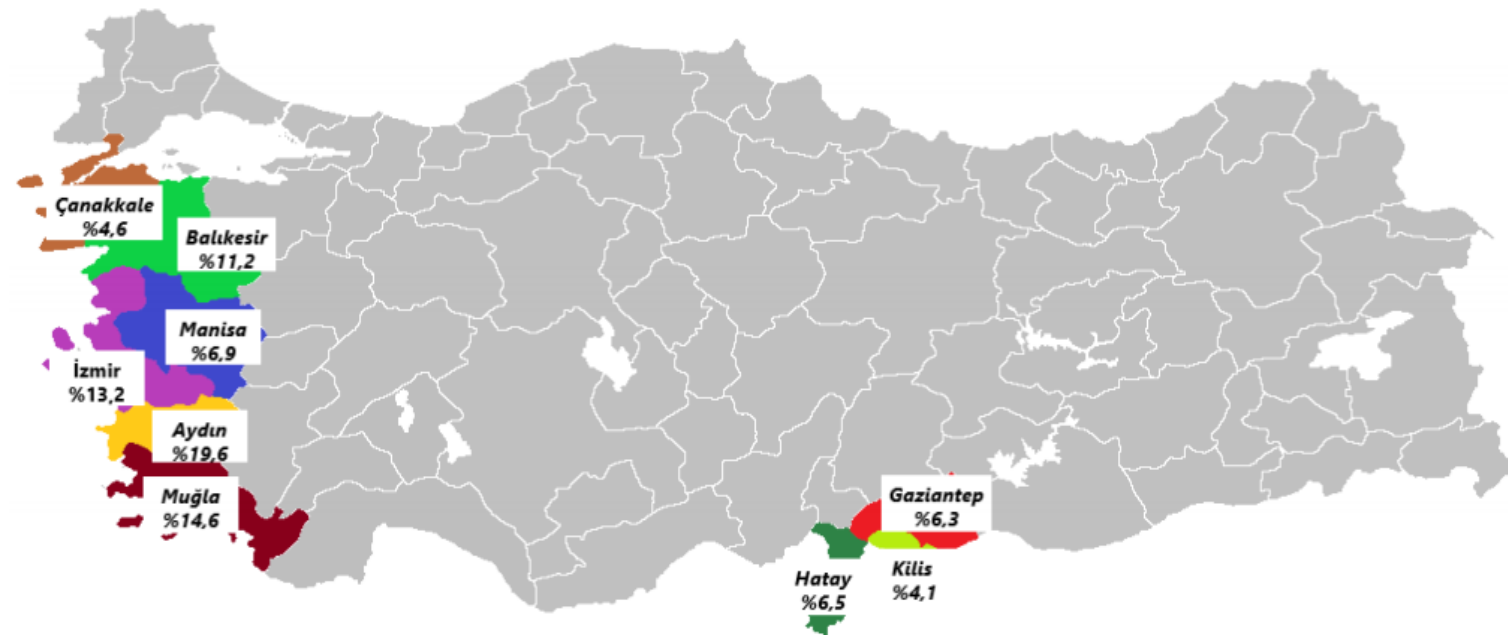 Çanakkale
%4,6
Balıkesir
%11,2
Manisa
%6,9
İzmir
%13,2
Aydın
%19,6
Muğla
%14,6
Gaziantep
%6,3
Kilis
%4,1
Hatay
%6,5